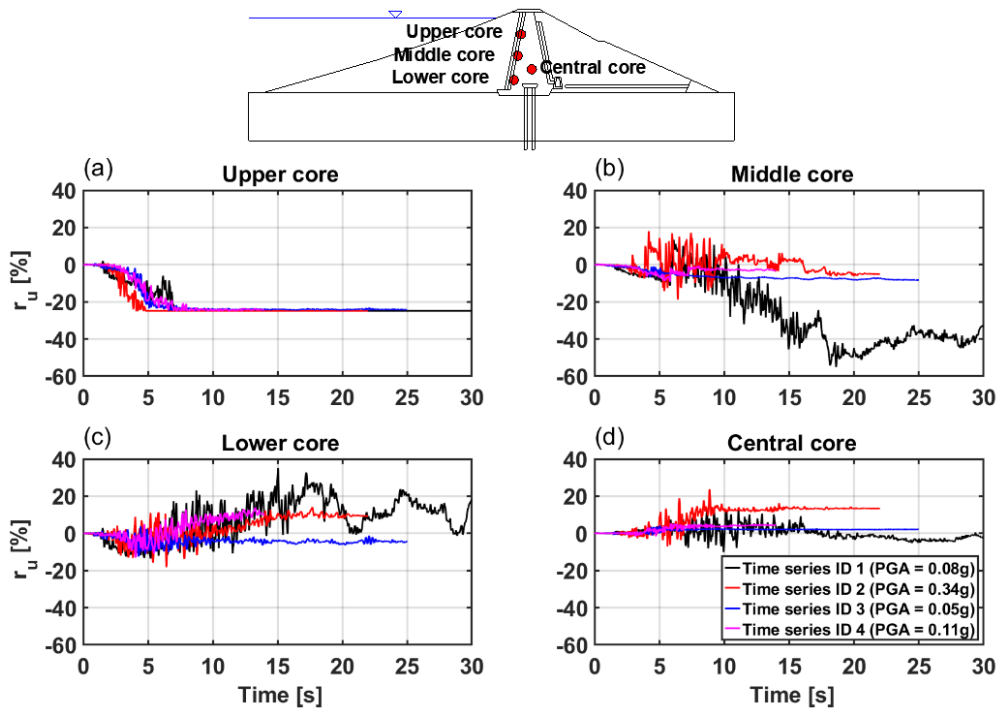 Upper core
Middle core
Central core
Lower core
(a)
Upper core
r_u [%]
40
20
0
-20
-40
-60
0 5 10 15 20 25 30
(b)
Middle core
r_u [%]
40
20
0
-20
-40
-60
0 5 10 15 20 25 30
(c)
Lower core
r_u [%]
40
20
0
-20
-40
-60
0 5 10 15 20 25 30
Time [s]
(d)
Central core
r_u [%]
40
20
0
-20
-40
-60
Time series ID 1 (PGA = 0.08g)
Time series ID 2 (PGA = 0.34g)
Time series ID 3 (PGA = 0.05g)
Time series ID 4 (PGA = 0.11g)
0 5 10 15 20 25 30
Time [s]